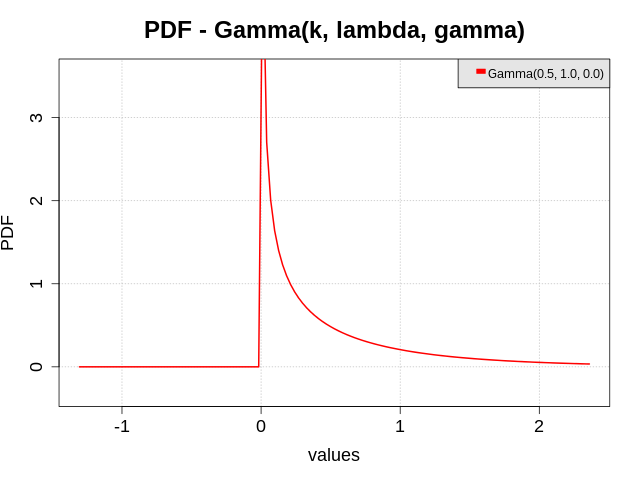 PDF - Gamma(k, lambda, gamma)
Gamma(0.5, 1.0, 0.0)
3
2
1
0
PDF
-1 0 1 2
values